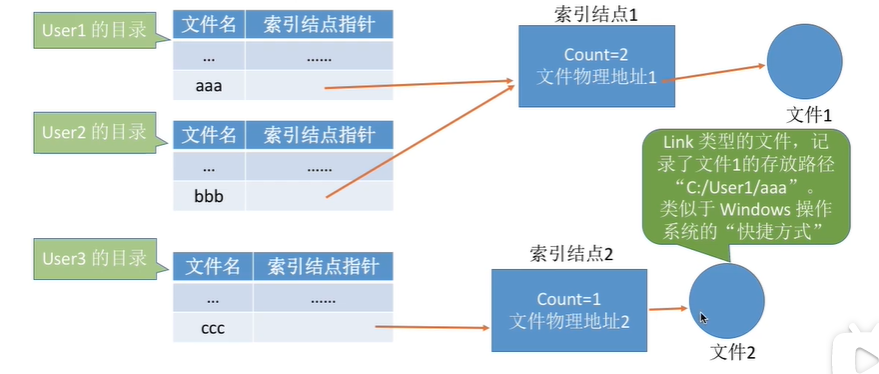 User1 的目录
文件名 索引结点指针
... ......
aaa
User2 的目录
文件名 索引结点指针
... ......
bbb
User3 的目录
文件名 索引结点指针
... ......
ccc
索引结点1
Count=2
文件物理地址1
文件1
Link 类型的文件，记
录了文件1的存放路径
“C:/User1/aaa”。
类似于 Windows 操作
系统的“快捷方式”
索引结点2
Count=1
文件物理地址2
文件2